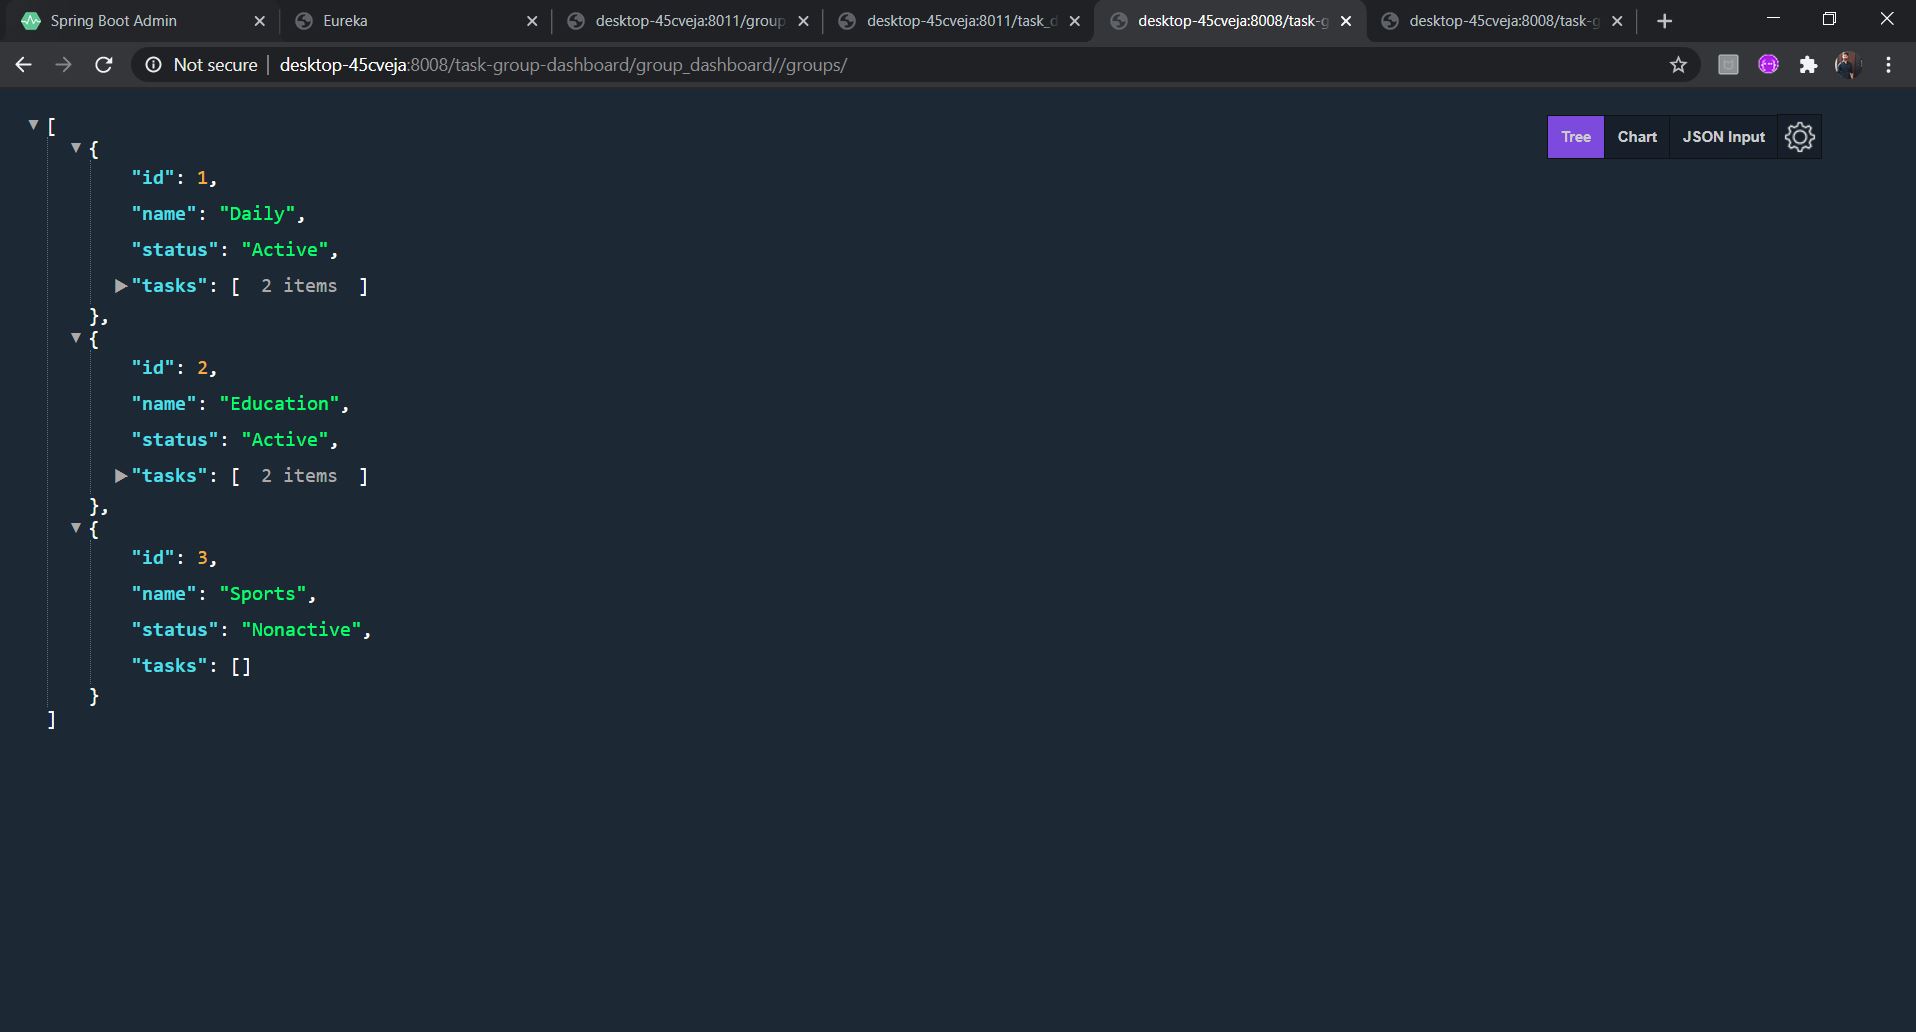 Spring Boot Admin
Eureka
desktop-45cveja:8011/group
desktop-45cveja:8011/task_d
desktop-45cveja:8008/task-g
desktop-45cveja:8008/task-g
Not secure | desktop-45cveja:8008/task-group-dashboard/group_dashboard//groups/
Tree
Chart
JSON Input
[
{
"id": 1,
"name": "Daily",
"status": "Active",
"tasks": [ 2 items ]
},
{
"id": 2,
"name": "Education",
"status": "Active",
"tasks": [ 2 items ]
},
{
"id": 3,
"name": "Sports",
"status": "Nonactive",
"tasks": []
}
]